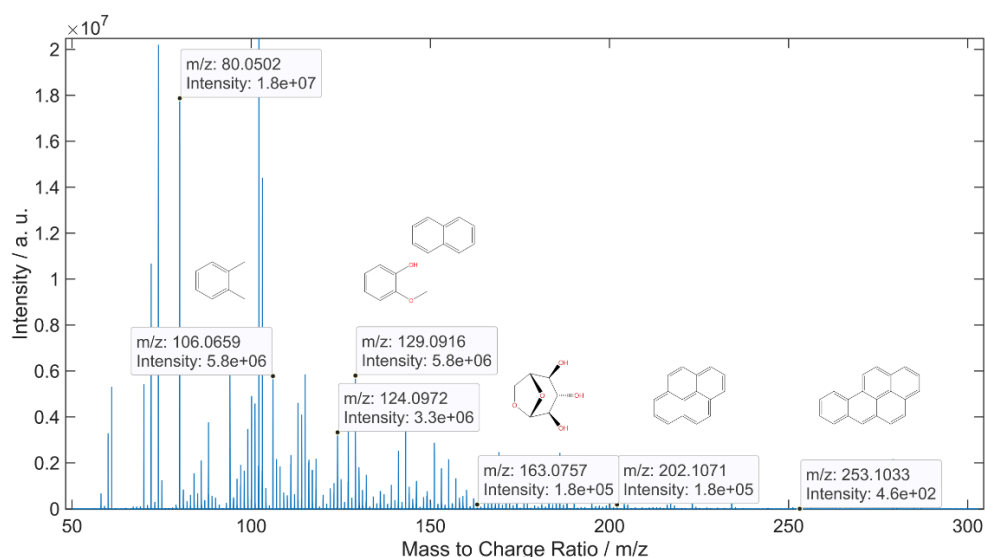 ×10⁷
2
1.8
1.6
1.4
1.2
1
0.8
0.6
0.4
0.2
0
Intensity / a. u.
m/z: 80.0502
Intensity: 1.8e+07
OH
O
m/z: 106.0659
Intensity: 5.8e+06
m/z: 129.0916
Intensity: 5.8e+06
m/z: 124.0972
Intensity: 3.3e+06
OH
O
O
OH
OH
m/z: 163.0757
Intensity: 1.8e+05
m/z: 202.1071
Intensity: 1.8e+05
m/z: 253.1033
Intensity: 4.6e+02
50 100 150 200 250 300
Mass to Charge Ratio / m/z